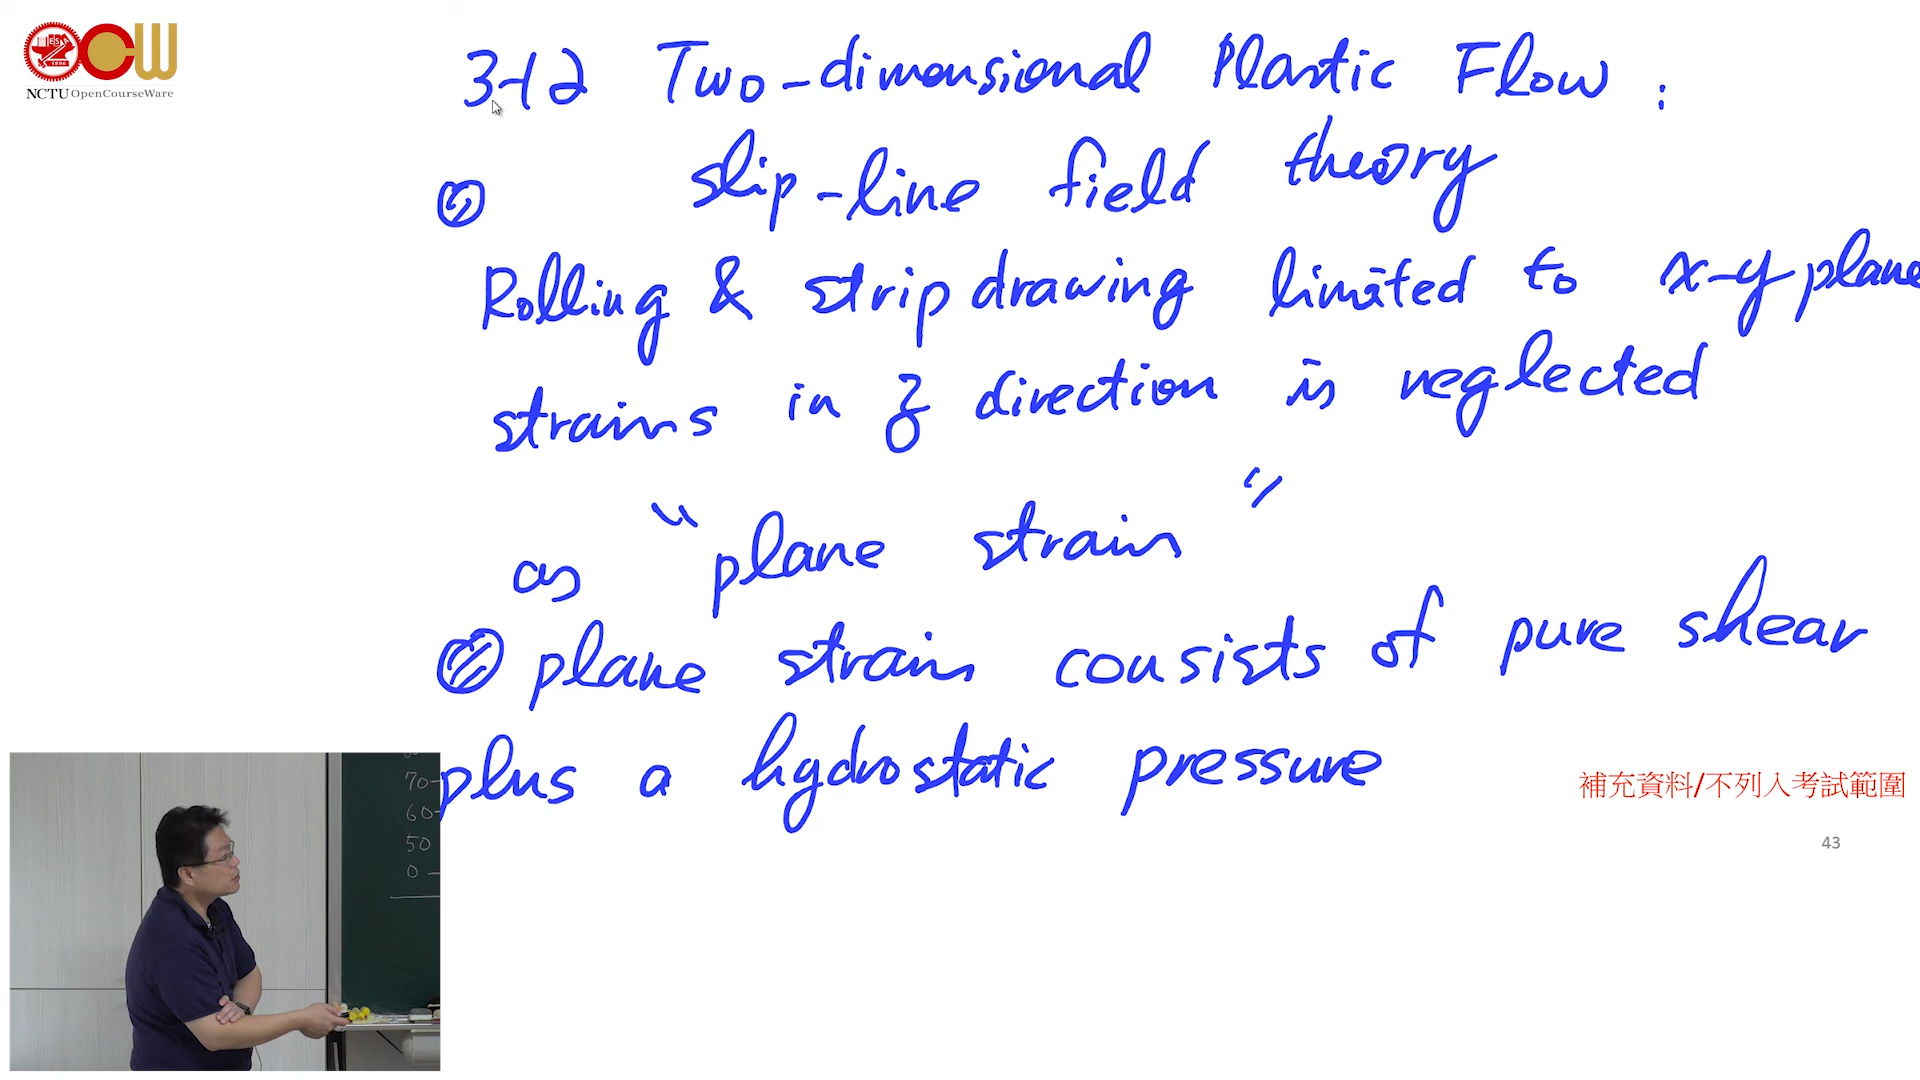 OCW
NCTU OpenCourseWare
3-12 Two-dimensional Plastic Flow :
slip-line field theory
Rolling & strip drawing limited to x-y plane
strains in z direction is neglected
as "plane strain"
plane strain consists of pure shear
plus a hydrostatic pressure
70-
60-
50
0-
補充資料/不列入考試範圍
43